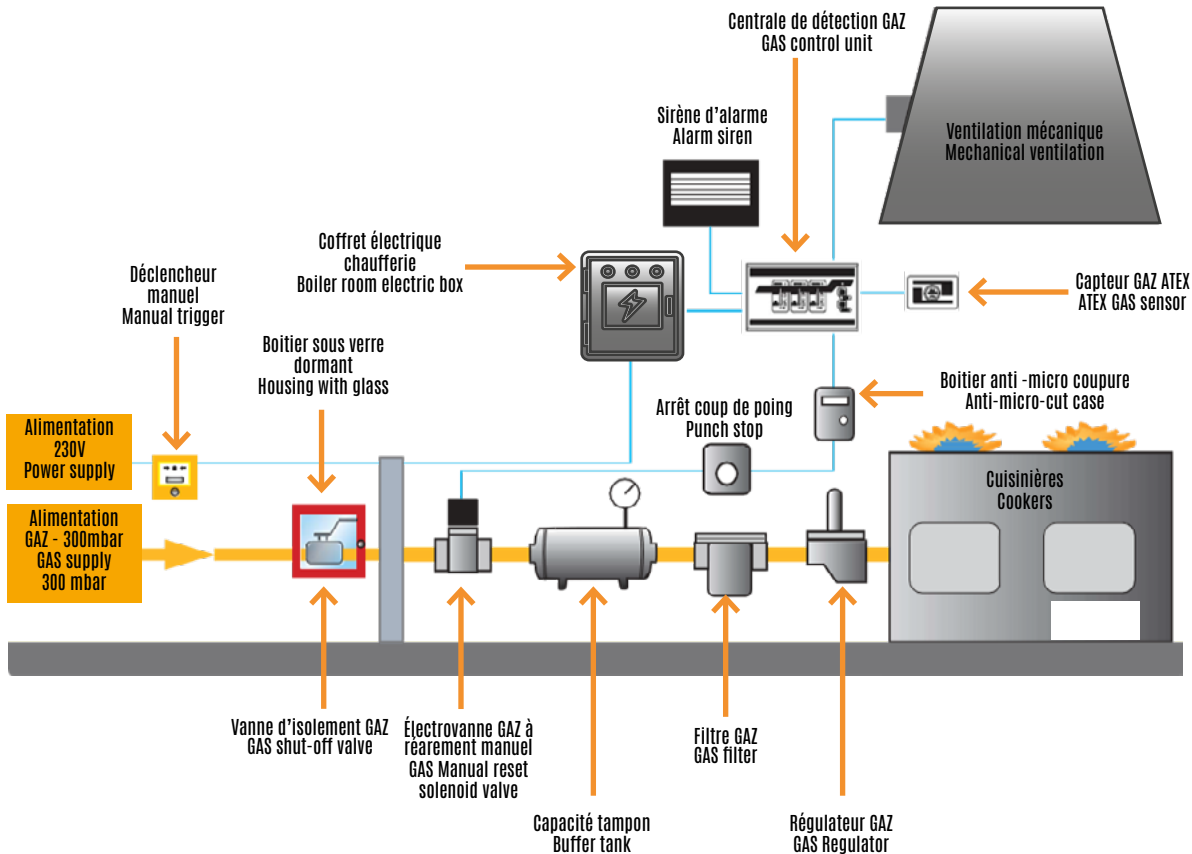 Centrale de détection GAZ
GAS control unit
Sirène d'alarme
Alarm siren
Ventilation mécanique
Mechanical ventilation
Coffret électrique
chaufferie
Boiler room electric box
Déclencheur
manuel
Manual trigger
Capteur GAZ ATEX
ATEX GAS sensor
Boitier sous verre
dormant
Housing with glass
Boitier anti -micro coupure
Anti-micro-cut case
Arrêt coup de poing
Punch stop
Alimentation
230V
Power supply
Cuisinières
Cookers
Alimentation
GAZ - 300mbar
GAS supply
300 mbar
Vanne d'isolement GAZ
GAS shut-off valve
Électrovanne GAZ à
réarement manuel
GAS Manual reset
solenoid valve
Filtre GAZ
GAS filter
Capacité tampon
Buffer tank
Régulateur GAZ
GAS Regulator